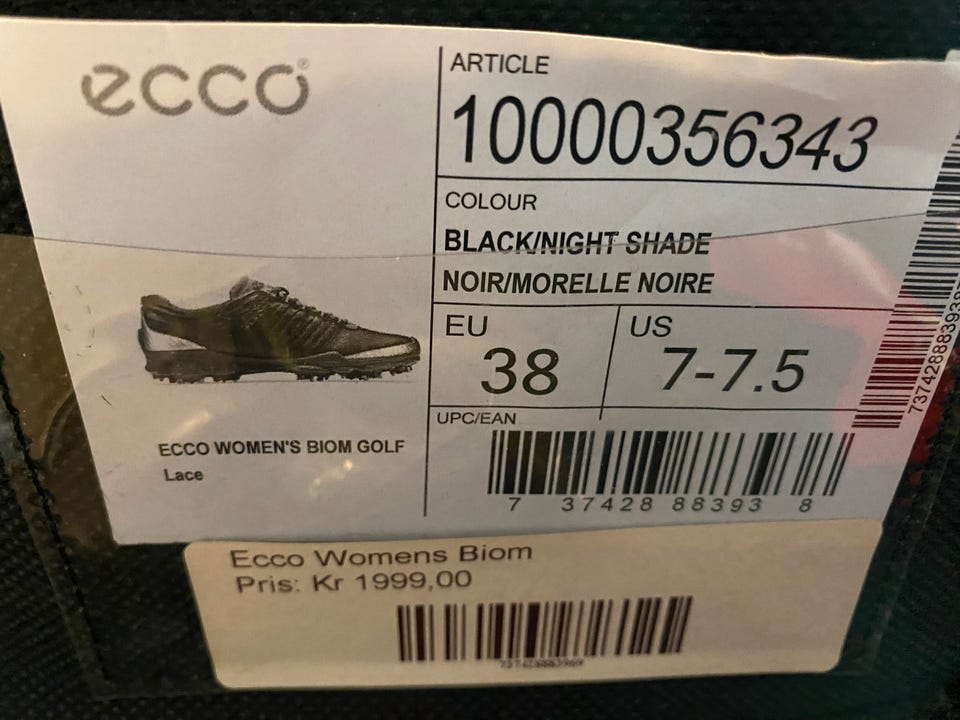 ecco
ARTICLE
10000356343
COLOUR
BLACK/NIGHT SHADE
NOIR/MORELLE NOIRE
EU
38
US
7-7.5
UPC/EAN
7 37428 88393 8
ECCO WOMEN'S BIOM GOLF
Lace
Ecco Womens Biom
Pris: Kr 1999,00